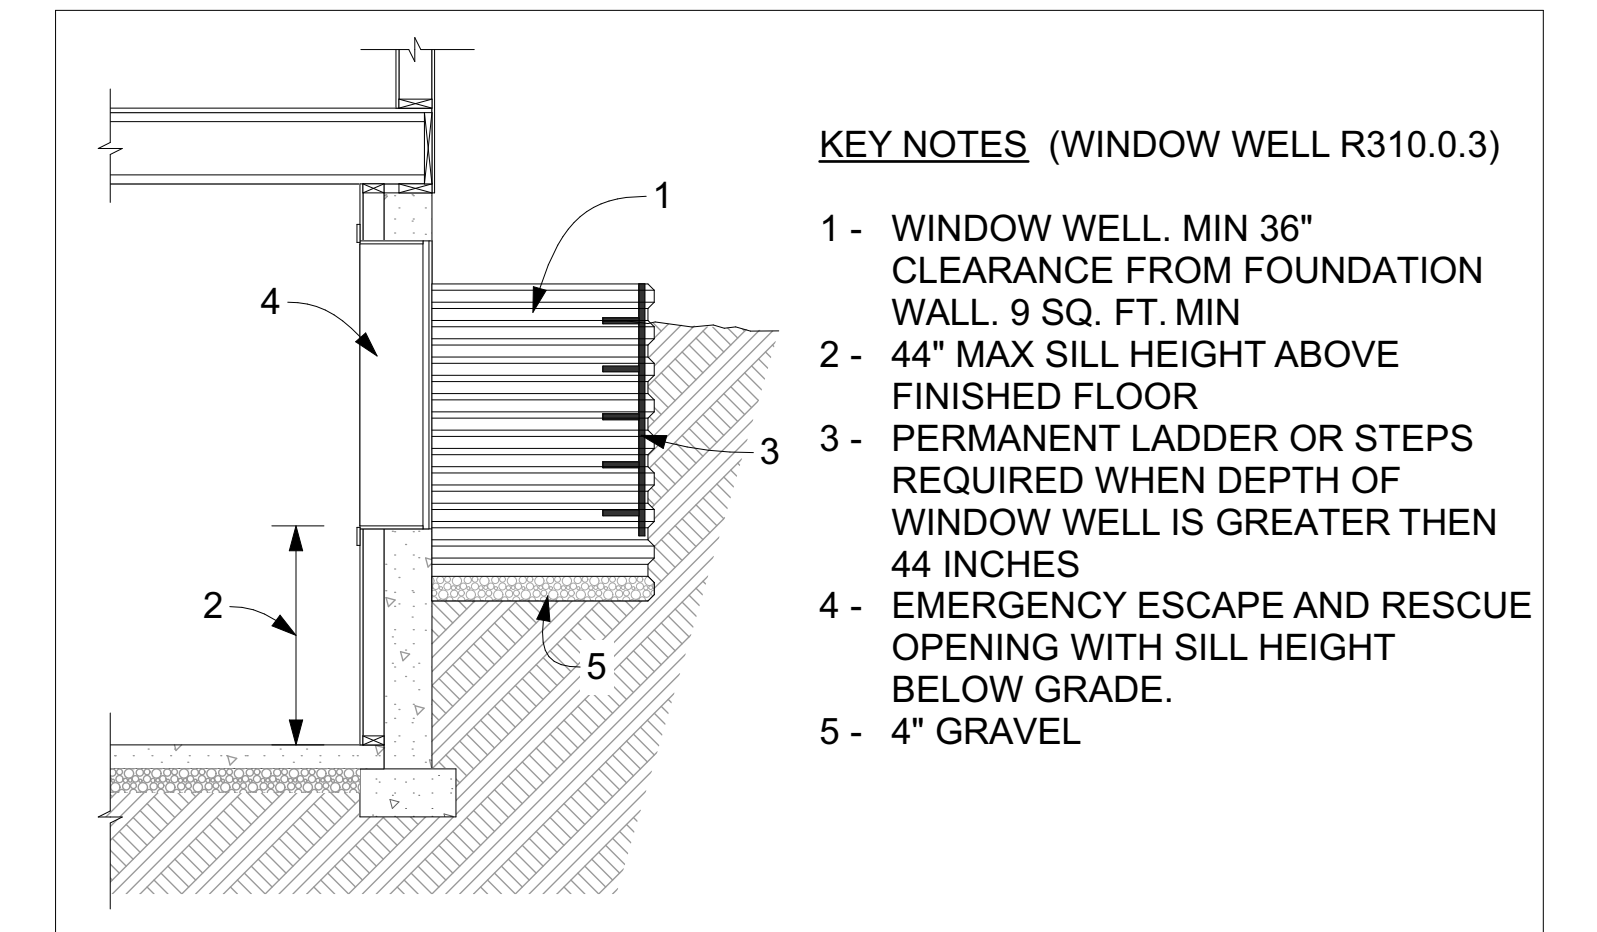 KEY NOTES (WINDOW WELL R310.0.3)
1 - WINDOW WELL. MIN 36"
CLEARANCE FROM FOUNDATION
WALL. 9 SQ. FT. MIN
2 - 44" MAX SILL HEIGHT ABOVE
FINISHED FLOOR
3 - PERMANENT LADDER OR STEPS
REQUIRED WHEN DEPTH OF
WINDOW WELL IS GREATER THEN
44 INCHES
4 - EMERGENCY ESCAPE AND RESCUE
OPENING WITH SILL HEIGHT
BELOW GRADE.
5 - 4" GRAVEL
1
4
3
2
5